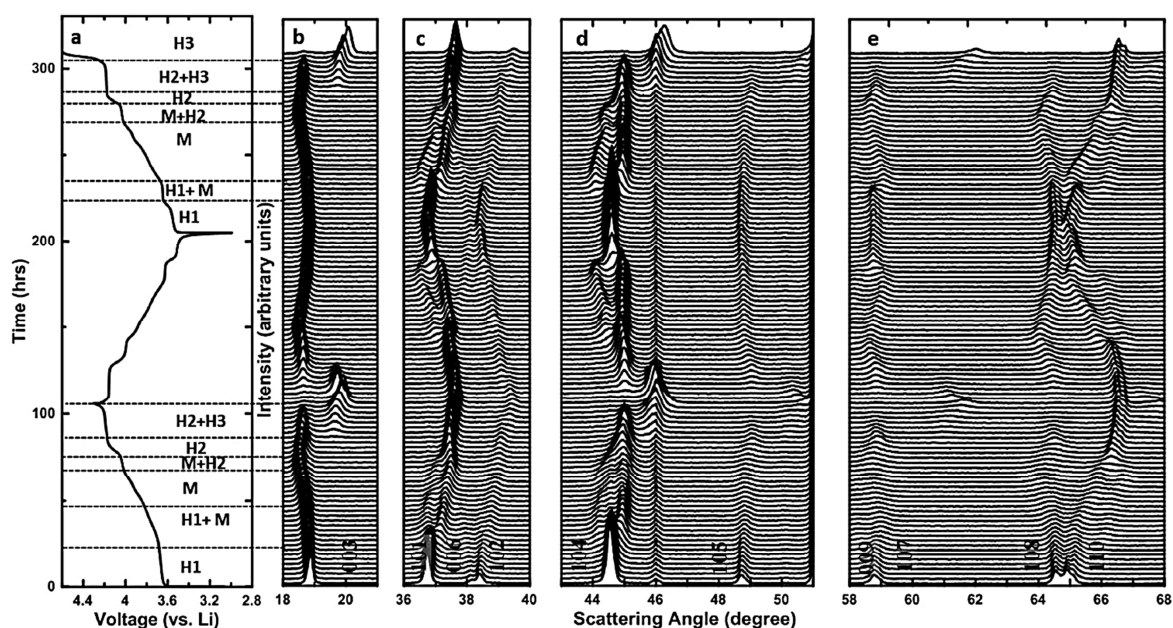 a
b
c
d
e
H3
H2+H3
H2
M+H2
M
H1+ M
H1
H2+H3
H2
M+H2
M
H1+ M
H1
300
200
100
0
Time (hrs)
Intensity (arbitrary units)
003
101
006
102
104
105
009
107
108
110
4.4 4 3.6 3.2 2.8
18 20
36 38 40
44 46 48 50
58 60 62 64 66 68
Voltage (vs. Li)
Scattering Angle (degree)